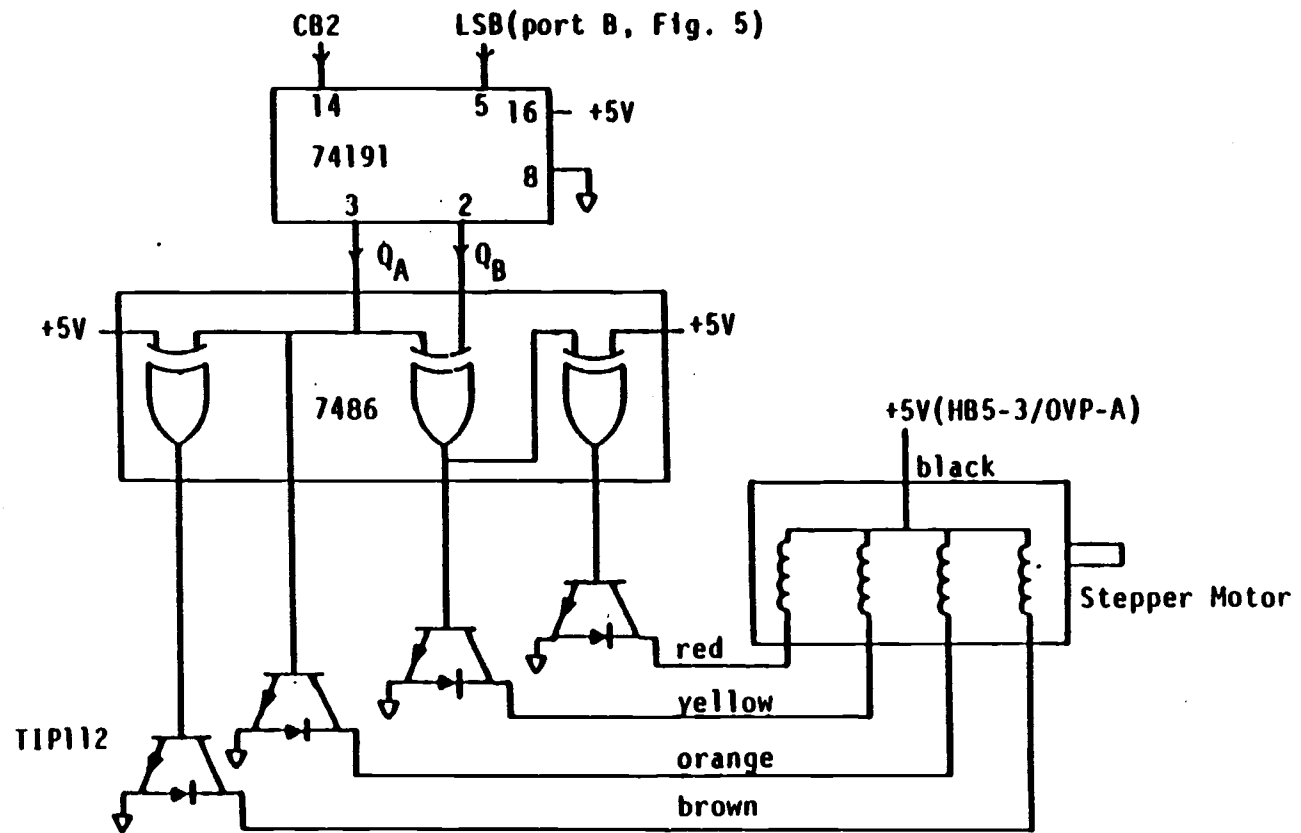 CB2 LSB(port B, Fig. 5)
14 5 16 +5V
74191
8
3 2
QA QB
+5V +5V
7486
+5V(HB5-3/OVP-A)
black
Stepper Motor
red
yellow
TIP112
orange
brown